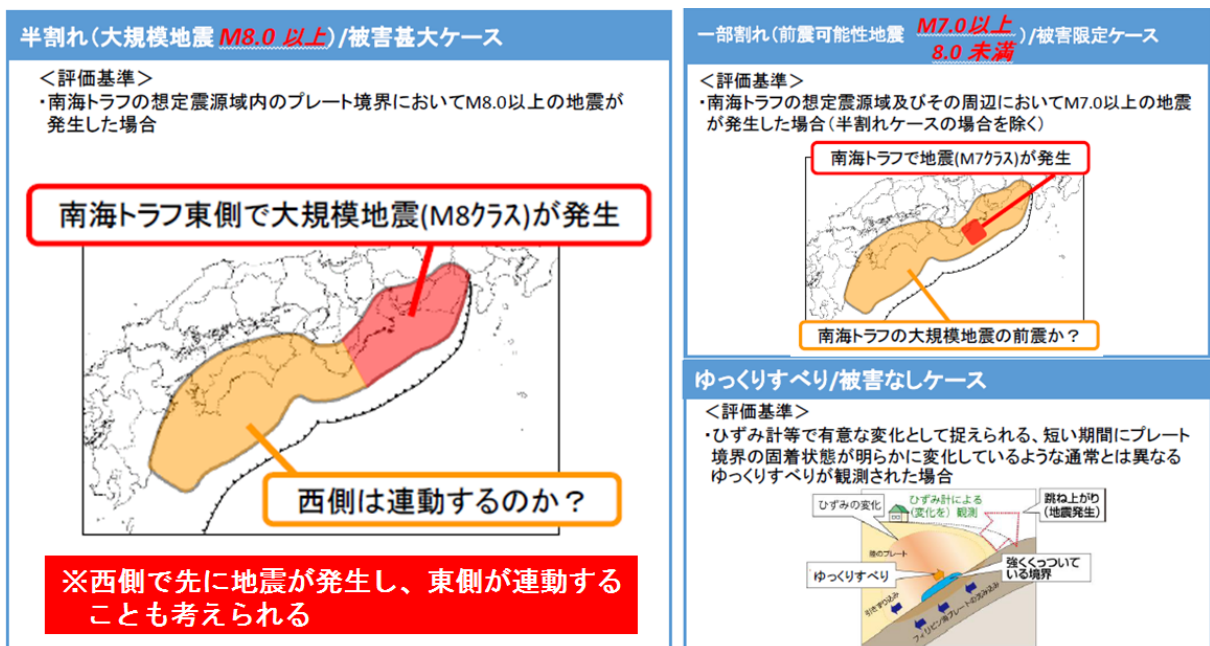 半割れ(大規模地震 M8.0 以上)/被害甚大ケース
<評価基準>
・南海トラフの想定震源域内のプレート境界においてM8.0以上の地震が
発生した場合
南海トラフ東側で大規模地震(M8クラス)が発生
西側は連動するのか?
※西側で先に地震が発生し、東側が連動する
ことも考えられる
一部割れ(前震可能性地震 M7.0以上
8.0 未満)/被害限定ケース
<評価基準>
・南海トラフの想定震源域及びその周辺においてM7.0以上の地震
が発生した場合(半割れケースの場合を除く)
南海トラフで地震(M7クラス)が発生
南海トラフの大規模地震の前震か?
ゆっくりすべり/被害なしケース
<評価基準>
・ひずみ計等で有意な変化として捉えられる、短い期間にプレート
境界の固着状態が明らかに変化しているような通常とは異なる
ゆっくりすべりが観測された場合
ひずみの変化
ひずみ計による
(変化を)観測
跳ね上がり
(地震発生)
陸のプレート
ゆっくりすべり
強くくっついて
いる境界
引きずり込み
フィリピン海プレートの沈み込み